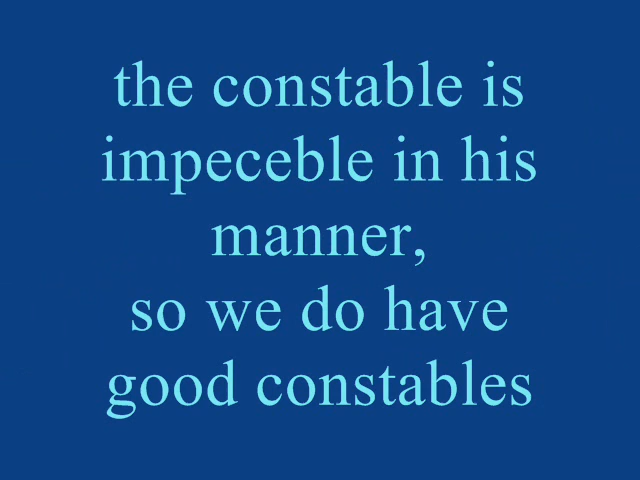 the constable is
impeceble in his
manner,
so we do have
good constables